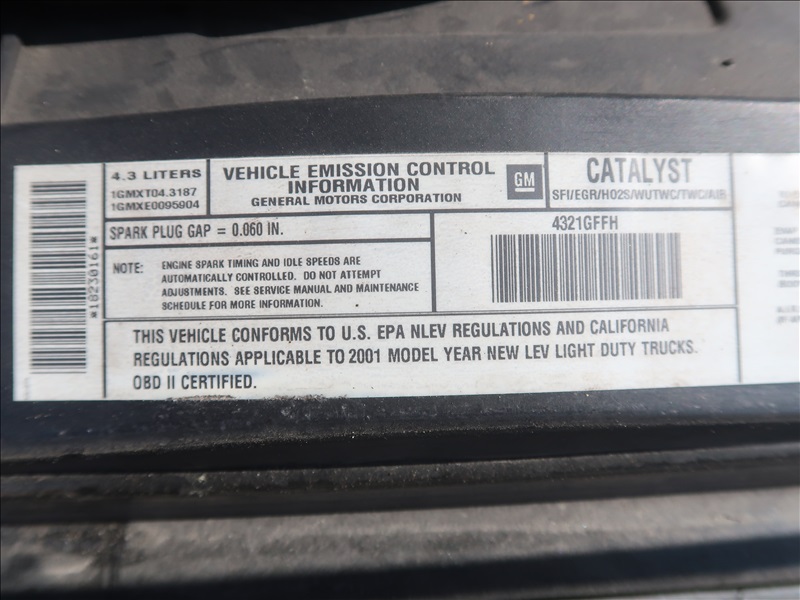 *18230161*
4.3 LITERS
1GMXT04.3187
1GMXE0095904
VEHICLE EMISSION CONTROL
INFORMATION
GENERAL MOTORS CORPORATION
GM
CATALYST
SFI/EGR/HO2S/WUTWC/TWC/AIR
SPARK PLUG GAP = 0.060 IN.
4321GFFH
NOTE: ENGINE SPARK TIMING AND IDLE SPEEDS ARE
AUTOMATICALLY CONTROLLED. DO NOT ATTEMPT
ADJUSTMENTS. SEE SERVICE MANUAL AND MAINTENANCE
SCHEDULE FOR MORE INFORMATION.
THIS VEHICLE CONFORMS TO U.S. EPA NLEV REGULATIONS AND CALIFORNIA
REGULATIONS APPLICABLE TO 2001 MODEL YEAR NEW LEV LIGHT DUTY TRUCKS.
OBD II CERTIFIED.